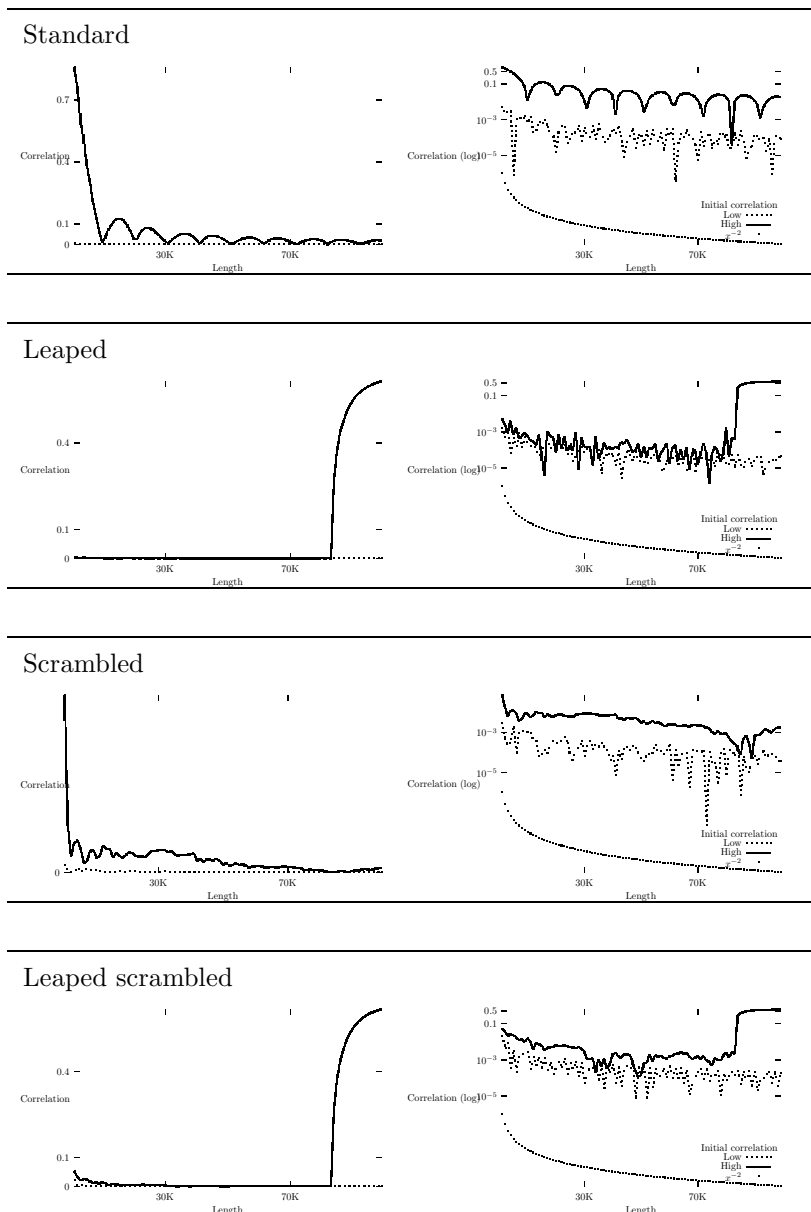 Standard
0.7
Correlation
0.4
0.1
0
30K
70K
Length
0.5
0.1
10^{-3}
Correlation (log)
10^{-5}
Initial correlation
Low
High
x^{-2}
30K
70K
Length
Leaped
0.4
Correlation
0.1
0
30K
70K
Length
0.5
0.1
10^{-3}
Correlation (log)
10^{-5}
Initial correlation
Low
High
x^{-2}
30K
70K
Length
Scrambled
Correlation
0
30K
70K
Length
10^{-3}
10^{-5}
Correlation (log)
Initial correlation
Low
High
x^{-2}
30K
70K
Length
Leaped scrambled
0.4
Correlation
0.1
0
30K
70K
Length
0.5
0.1
10^{-3}
Correlation (log)
10^{-5}
Initial correlation
Low
High
x^{-2}
30K
70K
Length